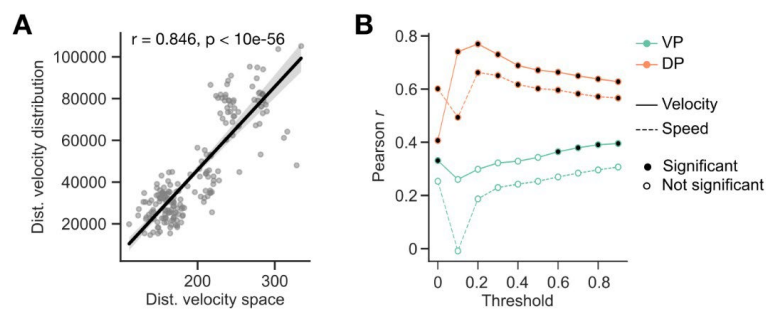 A
r = 0.846, p < 10e-56
100000
80000
60000
40000
20000
Dist. velocity distribution
200
300
Dist. velocity space
B
0.8
0.6
0.4
0.2
0
Pearson r
0
0.2
0.4
0.6
0.8
Threshold
VP
DP
Velocity
Speed
Significant
Not significant